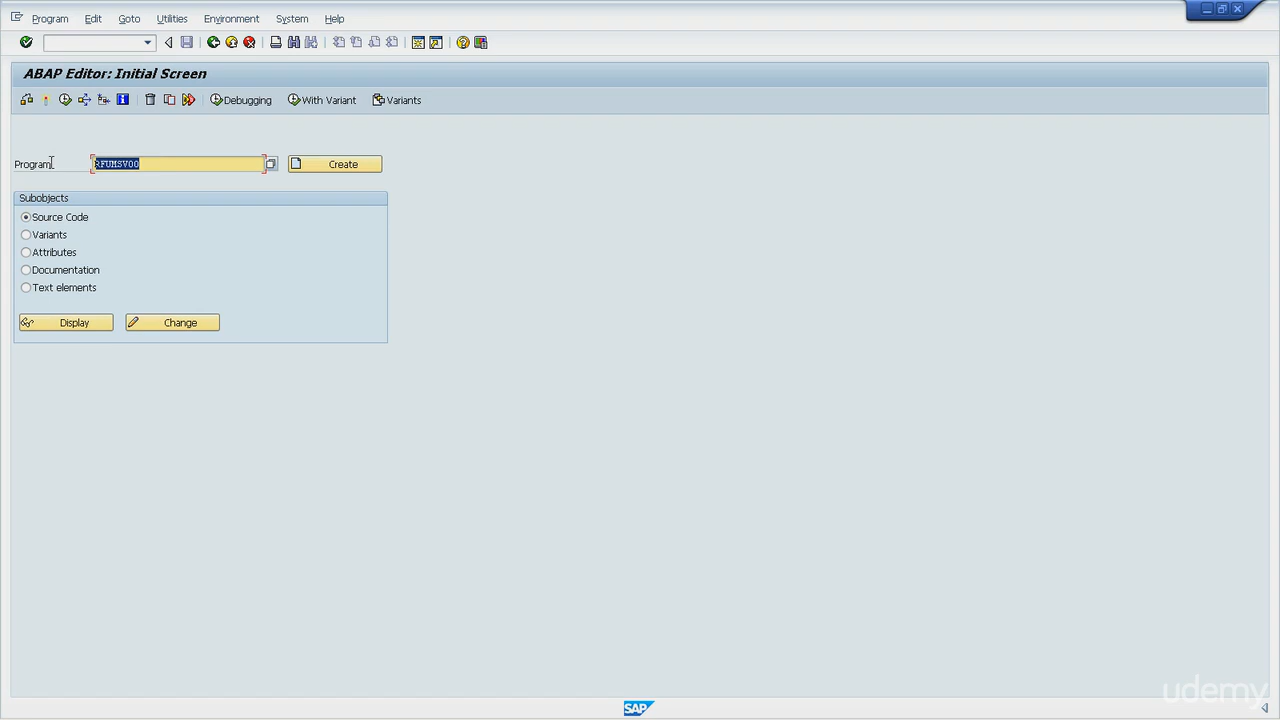 Program Edit Goto Utilities Environment System Help
ABAP Editor: Initial Screen
Debugging With Variant Variants
Program RFUMSV00 Create
Subobjects
Source Code
Variants
Attributes
Documentation
Text elements
Display Change
udemy
SAP